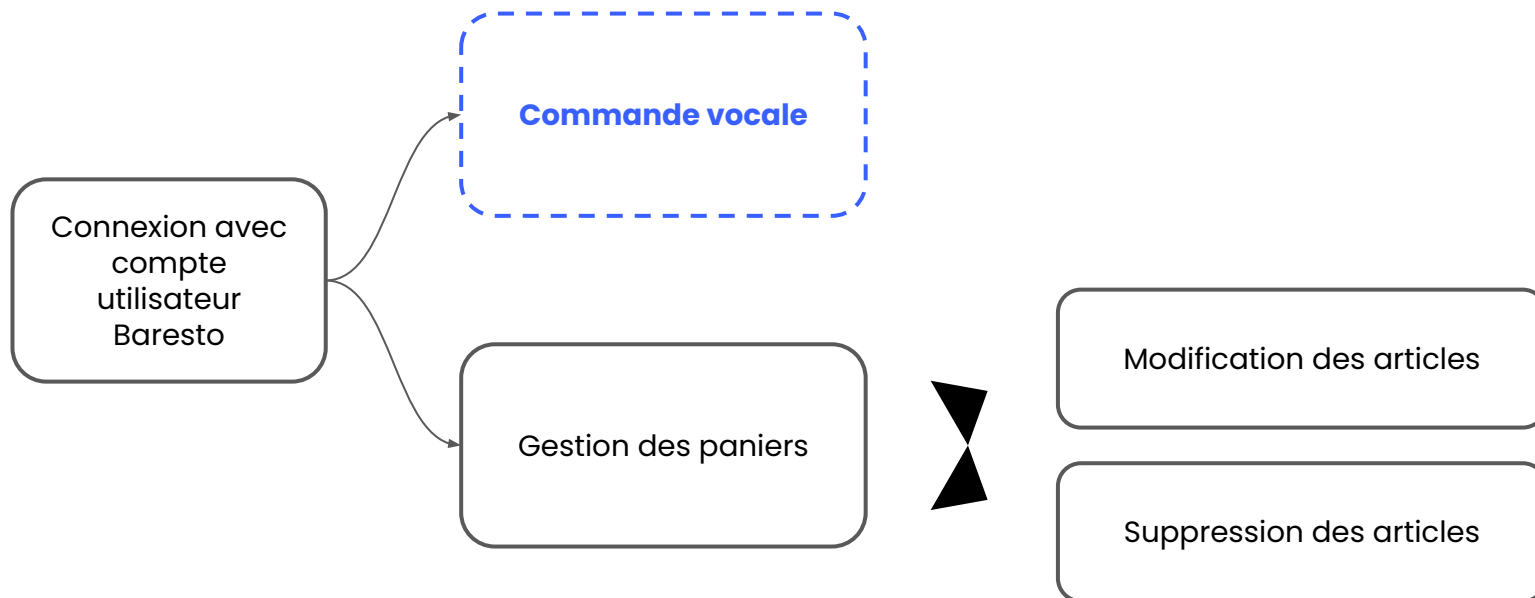 Commande vocale
Connexion avec
compte
utilisateur
Baresto
Gestion des paniers
Modification des articles
Suppression des articles